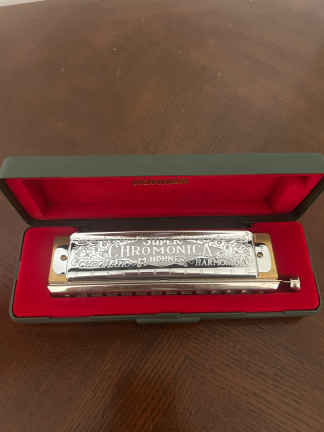 SUPER
CHROMONICA
M. HOHNER
HARMONICA